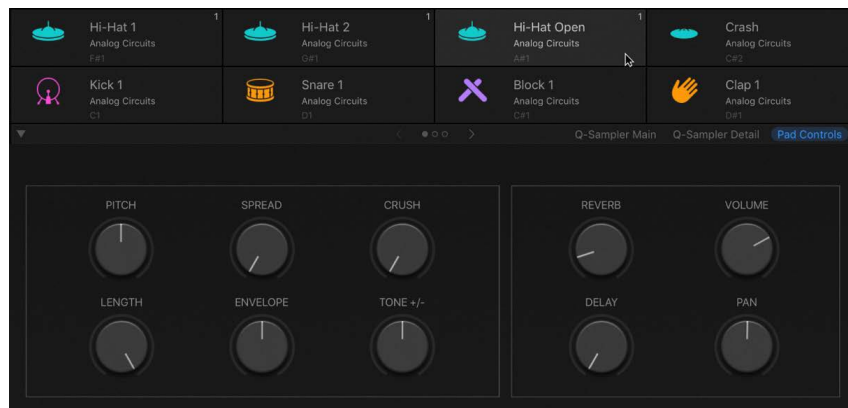 Hi-Hat 1
1
Analog Circuits
F#1
Hi-Hat 2
1
Analog Circuits
G#1
Hi-Hat Open
1
Analog Circuits
A#1
Crash
Analog Circuits
C#2
Kick 1
Analog Circuits
C1
Snare 1
Analog Circuits
D1
Block 1
Analog Circuits
C#1
Clap 1
Analog Circuits
D#1
Q-Sampler Main Q-Sampler Detail Pad Controls
PITCH SPREAD CRUSH
REVERB VOLUME
LENGTH ENVELOPE TONE +/-
DELAY PAN